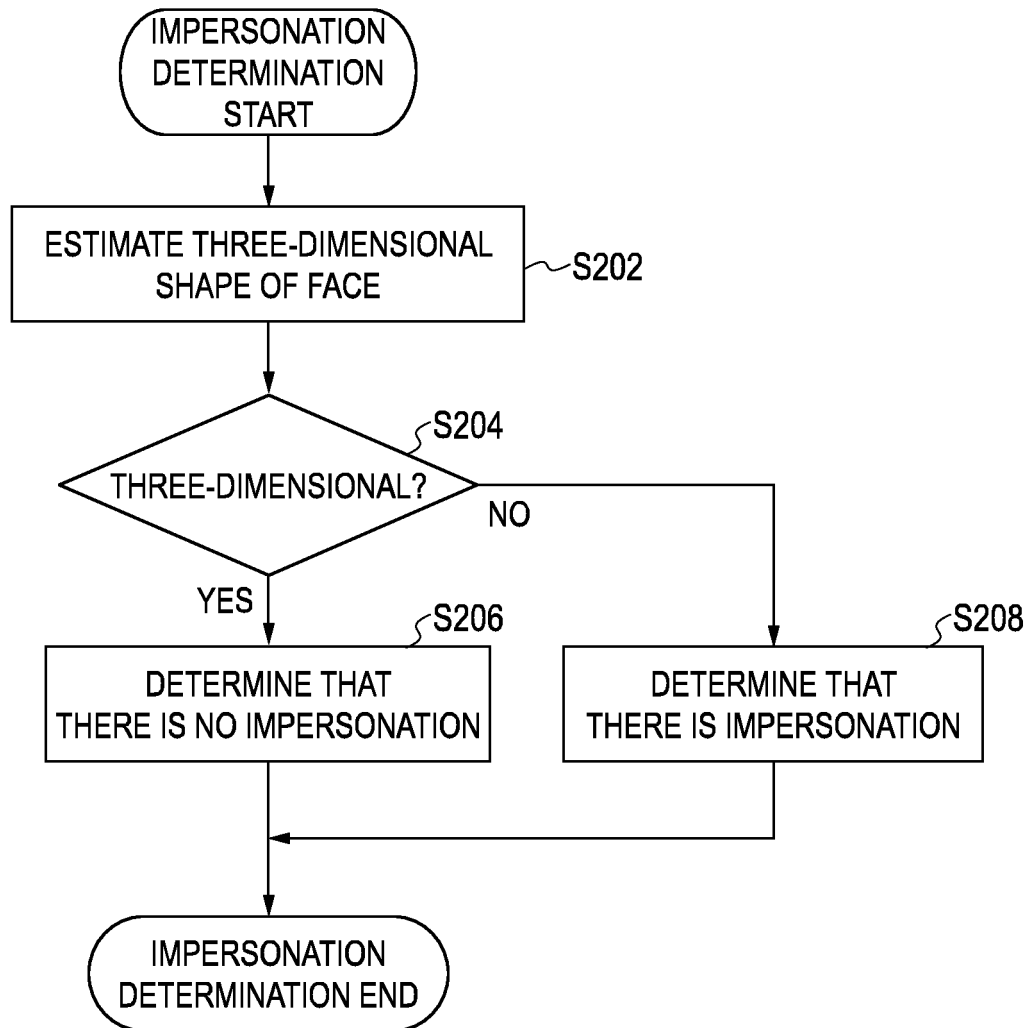 IMPERSONATION
DETERMINATION
START
ESTIMATE THREE-DIMENSIONAL
SHAPE OF FACE
S202
S204
THREE-DIMENSIONAL?
NO
YES
S206
S208
DETERMINE THAT
THERE IS NO IMPERSONATION
DETERMINE THAT
THERE IS IMPERSONATION
IMPERSONATION
DETERMINATION END